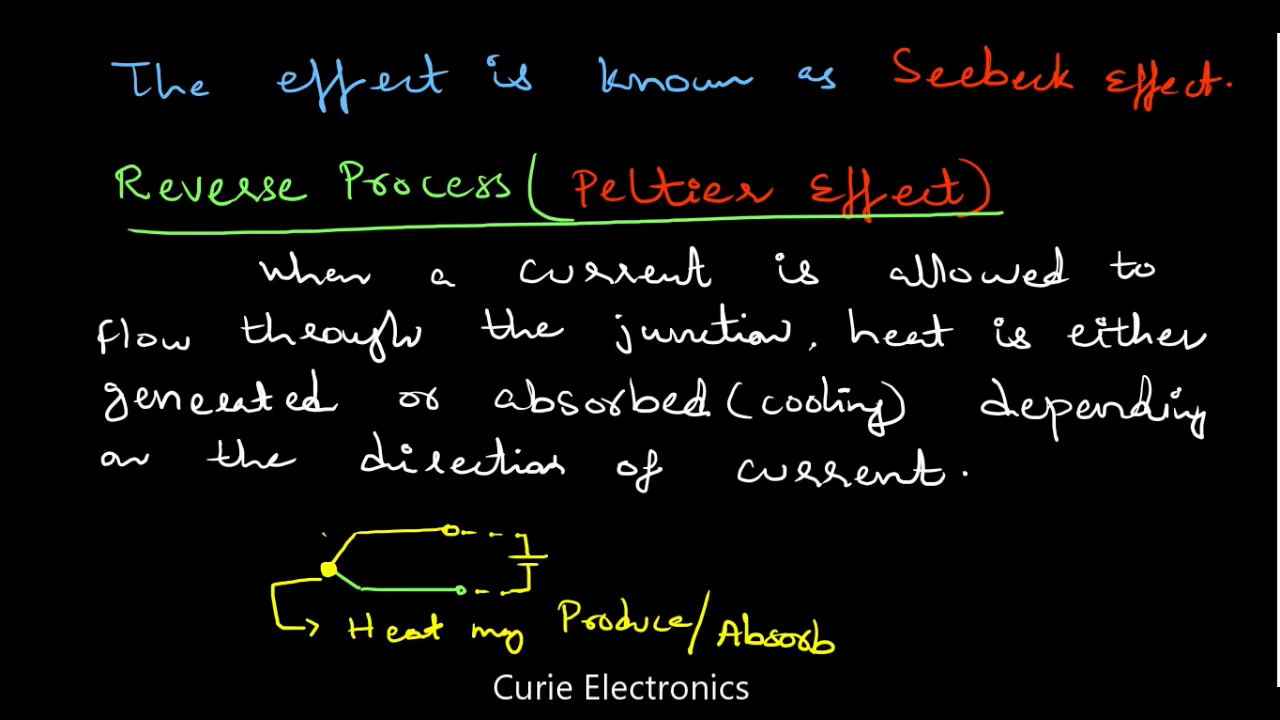 The effect is known as Seebeck Effect.
Reverse Process (Peltier Effect)
When a current is allowed to
flow through the junction, heat is either
generated or absorbed (cooling) depending
on the direction of current.
Heat may Produce/Absorb
Curie Electronics